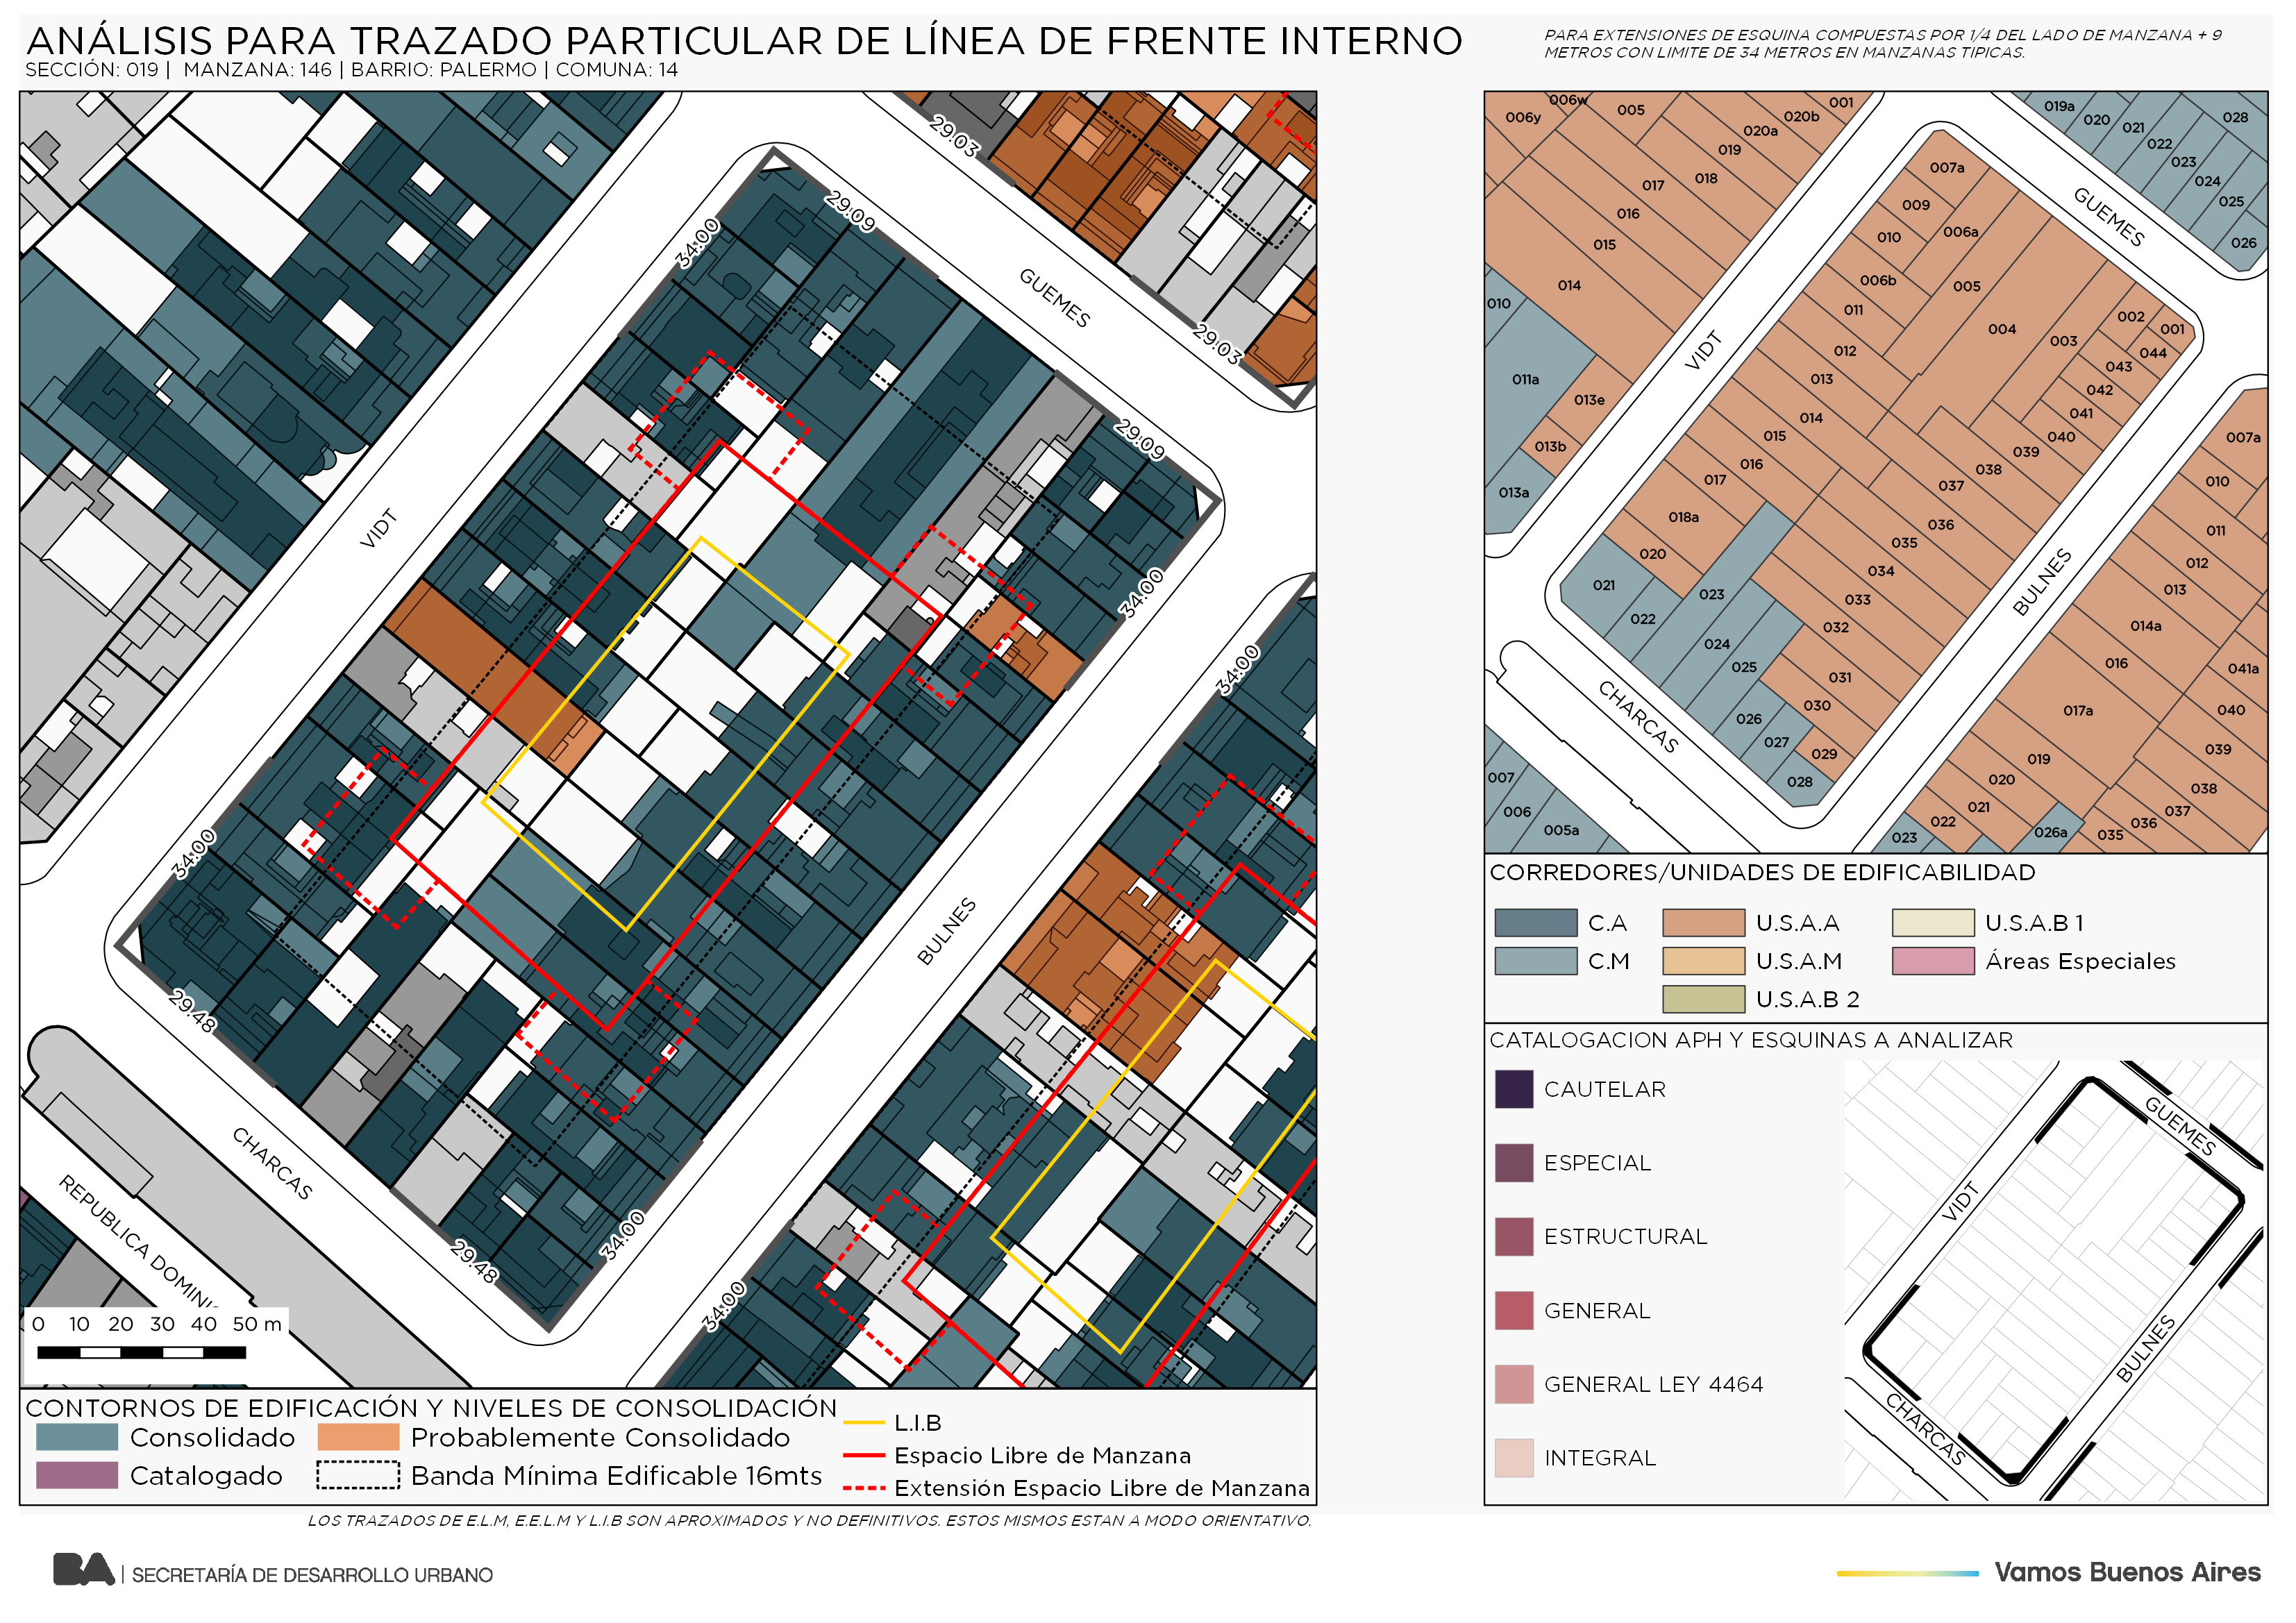 ANÁLISIS PARA TRAZADO PARTICULAR DE LÍNEA DE FRENTE INTERNO
SECCIÓN: 019 | MANZANA: 146 | BARRIO: PALERMO | COMUNA: 14
PARA EXTENSIONES DE ESQUINA COMPUESTAS POR 1/4 DEL LADO DE MANZANA + 9
METROS CON LIMITE DE 34 METROS EN MANZANAS TIPICAS.
29.03
29.09
34.00
GUEMES
29.03
29.09
VIDT
34.00
34.00
34.00
BULNES
29.48
CHARCAS
34.00
29.48
34.00
REPUBLICA DOMINI
0 10 20 30 40 50 m
CONTORNOS DE EDIFICACIÓN Y NIVELES DE CONSOLIDACIÓN
Consolidado
Probablemente Consolidado
Catalogado
Banda Mínima Edificable 16mts
L.I.B
Espacio Libre de Manzana
Extensión Espacio Libre de Manzana
LOS TRAZADOS DE E.L.M, E.E.L.M Y L.I.B SON APROXIMADOS Y NO DEFINITIVOS. ESTOS MISMOS ESTAN A MODO ORIENTATIVO.
006w
006y
005
001
020b
020a
019
018
017
016
015
014
010
011a
013e
013b
013a
019a
020
021
022
023
024
025
026
028
GUEMES
VIDT
007a
009
010
006a
006b
005
011
004
012
013
003
002
001
044
043
042
041
040
039
038
037
014
015
016
017
018a
020
036
035
034
033
032
031
030
029
021
022
023
024
025
026
027
028
BULNES
CHARCAS
007
006
005a
007a
010
011
012
013
014a
016
041a
017a
040
039
019
038
020
037
021
036
022
035
026a
023
CORREDORES/UNIDADES DE EDIFICABILIDAD
C.A
U.S.A.A
U.S.A.B 1
C.M
U.S.A.M
Áreas Especiales
U.S.A.B 2
CATALOGACION APH Y ESQUINAS A ANALIZAR
CAUTELAR
ESPECIAL
ESTRUCTURAL
GENERAL
GENERAL LEY 4464
INTEGRAL
GUEMES
VIDT
BULNES
CHARCAS
BA | SECRETARÍA DE DESARROLLO URBANO
Vamos Buenos Aires